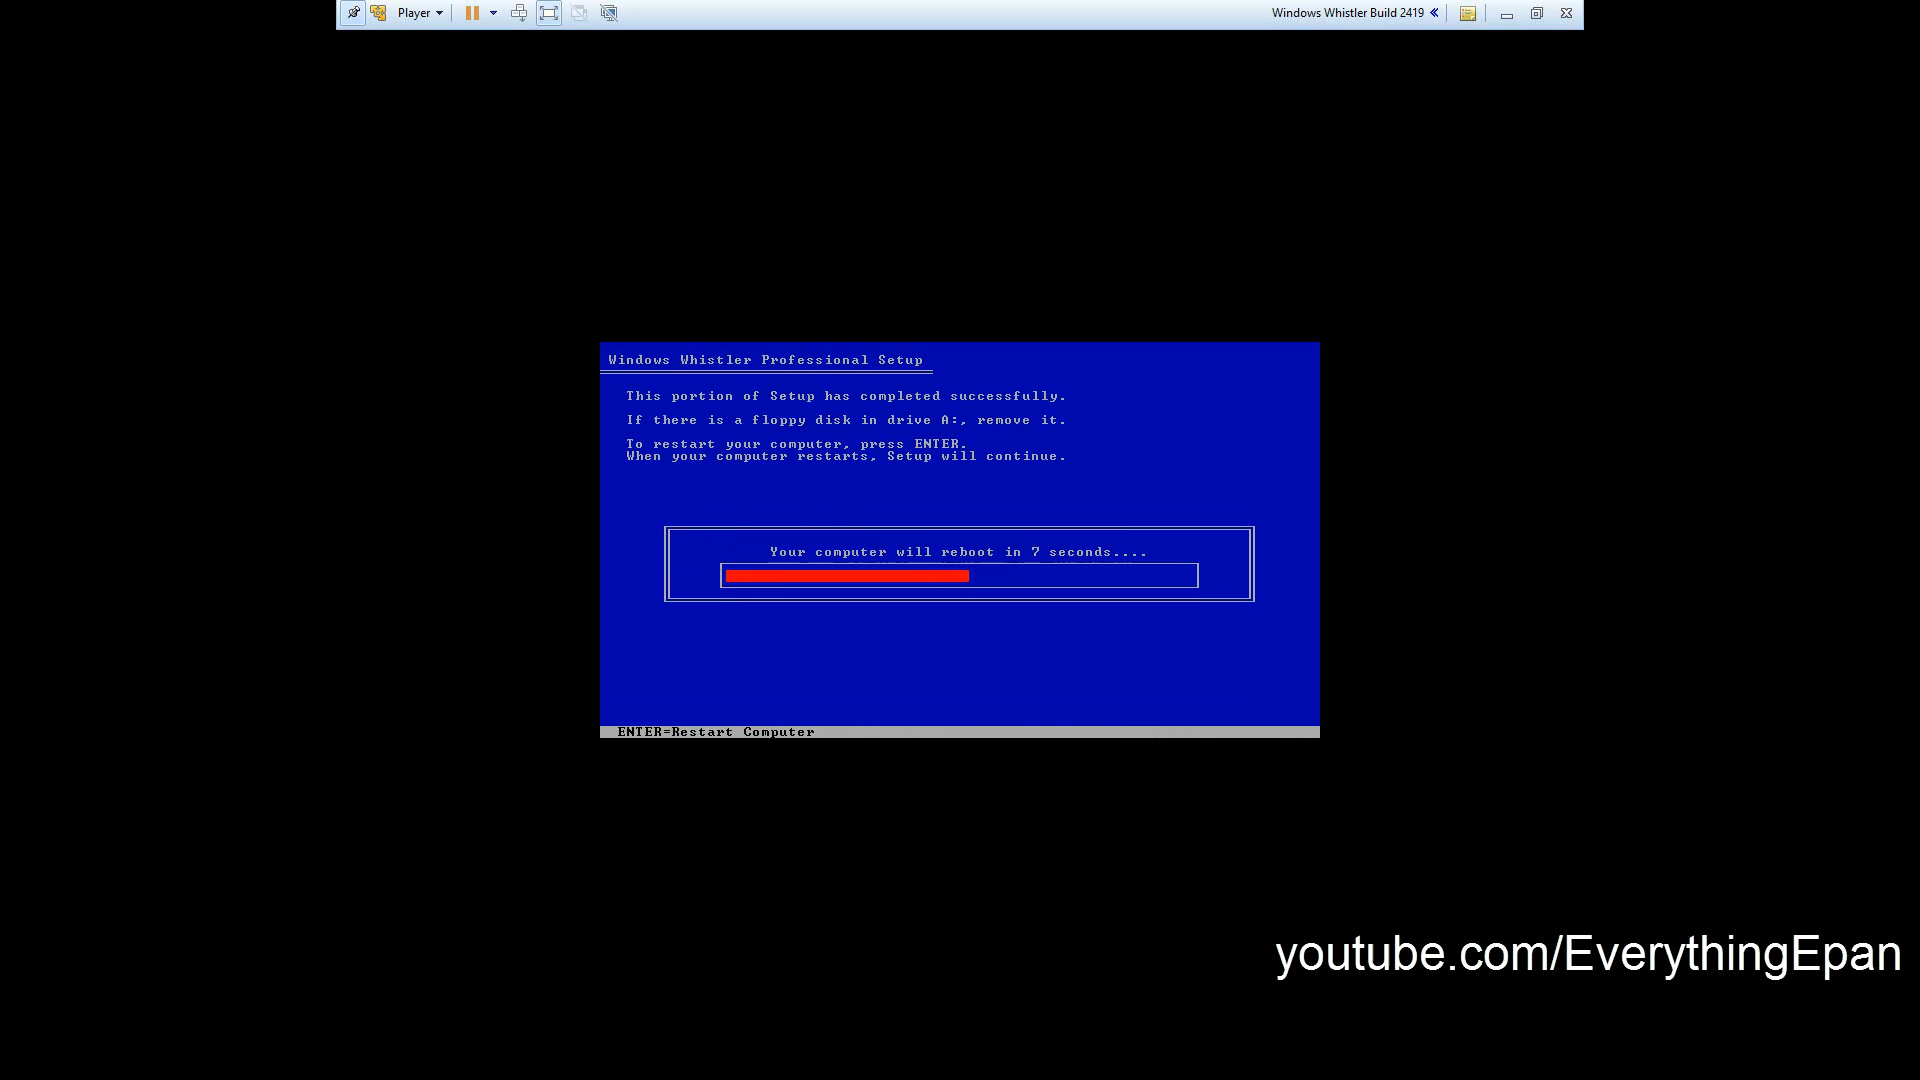 Player
Windows Whistler Build 2419
Windows Whistler Professional Setup
This portion of Setup has completed successfully.
If there is a floppy disk in drive A:, remove it.
To restart your computer, press ENTER.
When your computer restarts, Setup will continue.
Your computer will reboot in 7 seconds....
ENTER=Restart Computer
youtube.com/EverythingEpan